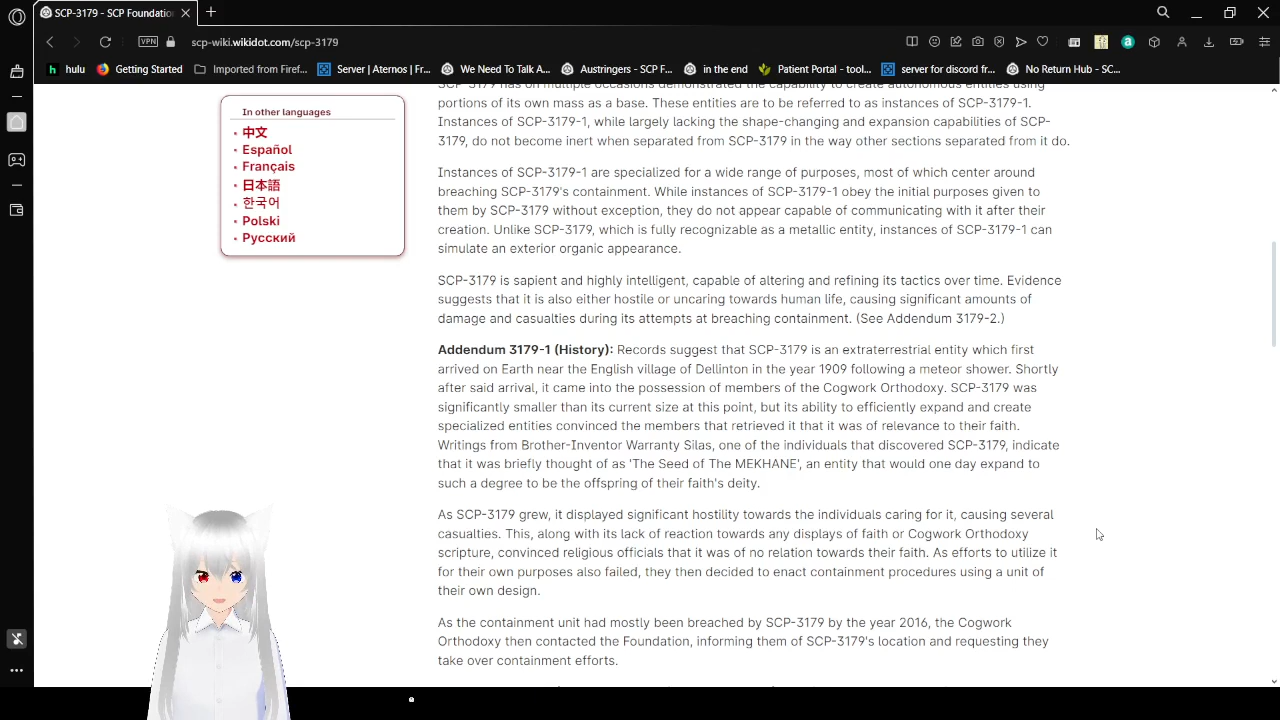 SCP-3179 - SCP Foundation
VPN
scp-wiki.wikidot.com/scp-3179
hulu
Getting Started
Imported from Firef...
Server | Aternos | Fr...
We Need To Talk A...
Austringers - SCP F...
in the end
Patient Portal - tool...
server for discord fr...
No Return Hub - SC...
SCP-3179 has on multiple occasions demonstrated the capability to create autonomous entities using
portions of its own mass as a base. These entities are to be referred to as instances of SCP-3179-1.
Instances of SCP-3179-1, while largely lacking the shape-changing and expansion capabilities of SCP-
3179, do not become inert when separated from SCP-3179 in the way other sections separated from it do.
In other languages
中文
Español
Français
日本語
한국어
Polski
Русский
Instances of SCP-3179-1 are specialized for a wide range of purposes, most of which center around
breaching SCP-3179's containment. While instances of SCP-3179-1 obey the initial purposes given to
them by SCP-3179 without exception, they do not appear capable of communicating with it after their
creation. Unlike SCP-3179, which is fully recognizable as a metallic entity, instances of SCP-3179-1 can
simulate an exterior organic appearance.
SCP-3179 is sapient and highly intelligent, capable of altering and refining its tactics over time. Evidence
suggests that it is also either hostile or uncaring towards human life, causing significant amounts of
damage and casualties during its attempts at breaching containment. (See Addendum 3179-2.)
Addendum 3179-1 (History): Records suggest that SCP-3179 is an extraterrestrial entity which first
arrived on Earth near the English village of Dellinton in the year 1909 following a meteor shower. Shortly
after said arrival, it came into the possession of members of the Cogwork Orthodoxy. SCP-3179 was
significantly smaller than its current size at this point, but its ability to efficiently expand and create
specialized entities convinced the members that retrieved it that it was of relevance to their faith.
Writings from Brother-Inventor Warranty Silas, one of the individuals that discovered SCP-3179, indicate
that it was briefly thought of as 'The Seed of The MEKHANE', an entity that would one day expand to
such a degree to be the offspring of their faith's deity.
As SCP-3179 grew, it displayed significant hostility towards the individuals caring for it, causing several
casualties. This, along with its lack of reaction towards any displays of faith or Cogwork Orthodoxy
scripture, convinced religious officials that it was of no relation towards their faith. As efforts to utilize it
for their own purposes also failed, they then decided to enact containment procedures using a unit of
their own design.
As the containment unit had mostly been breached by SCP-3179 by the year 2016, the Cogwork
Orthodoxy then contacted the Foundation, informing them of SCP-3179's location and requesting they
take over containment efforts.